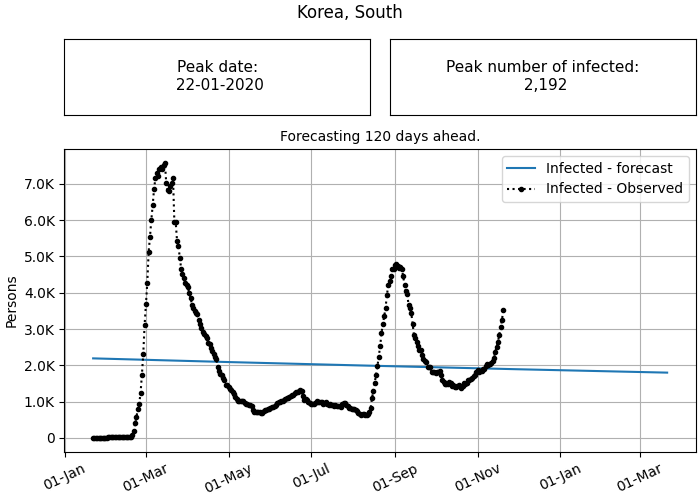 Korea, South
Peak date:
22-01-2020
Peak number of infected:
2,192
Forecasting 120 days ahead.
Infected - forecast
Infected - Observed
Persons
7.0K
6.0K
5.0K
4.0K
3.0K
2.0K
1.0K
0
01-Jan
01-Mar
01-May
01-Jul
01-Sep
01-Nov
01-Jan
01-Mar